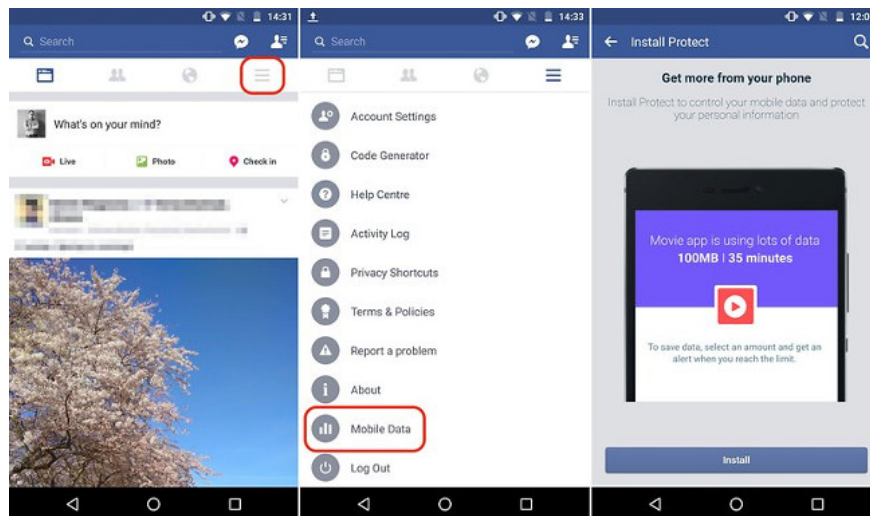 14:31
Search
What's on your mind?
Live
Photo
Check in
14:33
Search
Account Settings
Code Generator
Help Centre
Activity Log
Privacy Shortcuts
Terms & Policies
Report a problem
About
Mobile Data
Log Out
12:0
Install Protect
Get more from your phone
Install Protect to control your mobile data and protect
your personal information
Movie app is using lots of data
100MB | 35 minutes
To save data, select an amount and get an
alert when you reach the limit.
Install